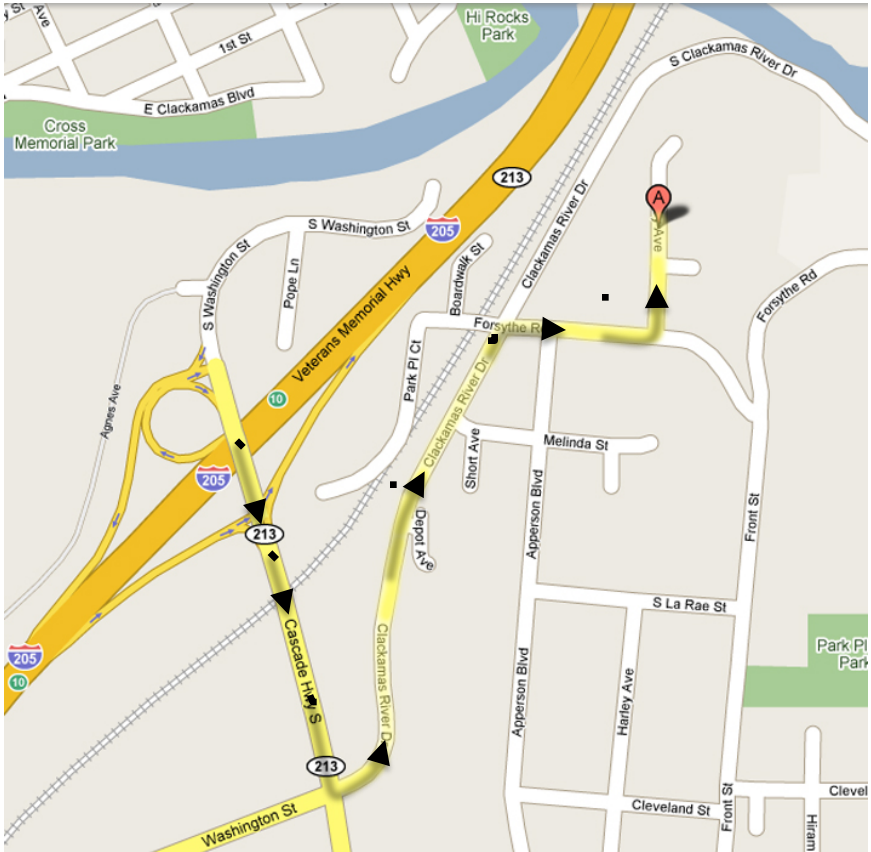 y St
Ave
1st St
Hi Rocks
Park
S Clackamas River Dr
E Clackamas Blvd
Cross
Memorial Park
213
A
y Ave
S Washington St
205
S Washington St
Pope Ln
Boardwalk St
Clackamas River Dr
Forsythe Rd
Veterans Memorial Hwy
Forsythe Rd
Park Pl Ct
Agnes Ave
10
Clackamas River Dr
Short Ave
Melinda St
205
Apperson Blvd
Front St
213
Depot Ave
S La Rae St
Cascade Hwy S
Clackamas River Dr
205
10
Apperson Blvd
Harley Ave
Park Pl
Park
213
Washington St
Cleveland St
Front St
Clevel
Hiram